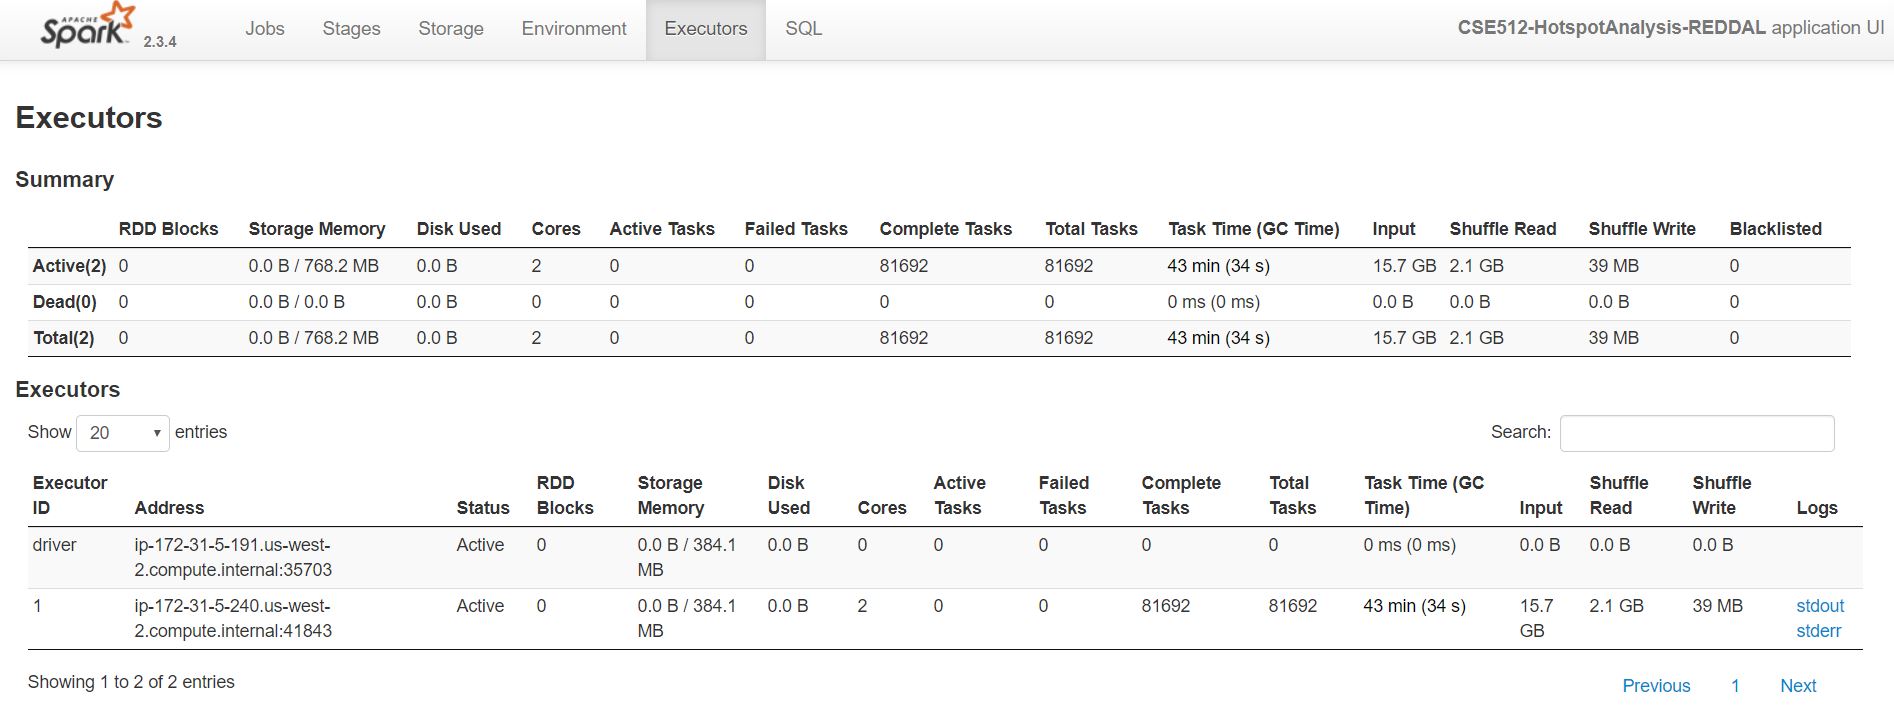 APACHE Spark 2.3.4 Jobs Stages Storage Environment Executors SQL CSE512-HotspotAnalysis-REDDAL application UI
Executors
Summary
RDD Blocks Storage Memory Disk Used Cores Active Tasks Failed Tasks Complete Tasks Total Tasks Task Time (GC Time) Input Shuffle Read Shuffle Write Blacklisted
Active(2) 0 0.0 B / 768.2 MB 0.0 B 2 0 0 81692 81692 43 min (34 s) 15.7 GB 2.1 GB 39 MB 0
Dead(0) 0 0.0 B / 0.0 B 0.0 B 0 0 0 0 0 0 ms (0 ms) 0.0 B 0.0 B 0.0 B 0
Total(2) 0 0.0 B / 768.2 MB 0.0 B 2 0 0 81692 81692 43 min (34 s) 15.7 GB 2.1 GB 39 MB 0
Executors
Show 20 entries Search:
Executor RDD Storage Disk Active Failed Complete Total Task Time (GC Shuffle Shuffle
ID Address Status Blocks Memory Used Cores Tasks Tasks Tasks Tasks Time) Input Read Write Logs
driver ip-172-31-5-191.us-west- Active 0 0.0 B / 384.1 0.0 B 0 0 0 0 0 0 ms (0 ms) 0.0 B 0.0 B 0.0 B
2.compute.internal:35703 MB
1 ip-172-31-5-240.us-west- Active 0 0.0 B / 384.1 0.0 B 2 0 0 81692 81692 43 min (34 s) 15.7 2.1 GB 39 MB stdout
2.compute.internal:41843 MB GB stderr
Showing 1 to 2 of 2 entries Previous 1 Next